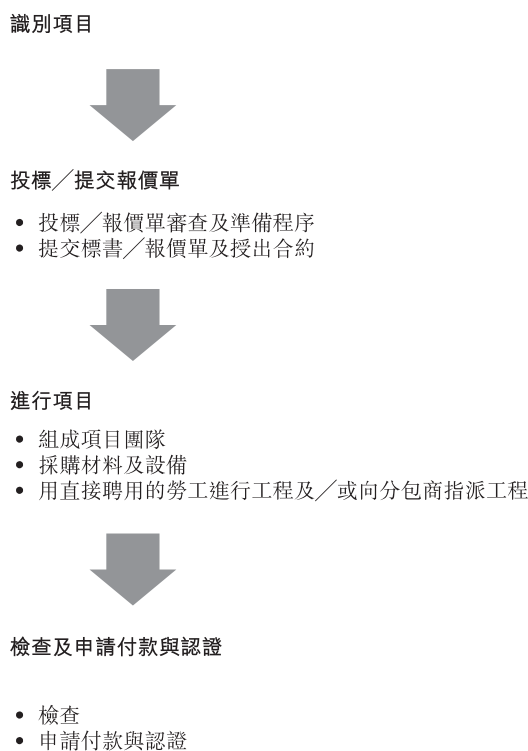 識別項目
投標／提交報價單
• 投標／報價單審查及準備程序
• 提交標書／報價單及授出合約
進行項目
• 組成項目團隊
• 採購材料及設備
• 用直接聘用的勞工進行工程及／或向分包商指派工程
檢查及申請付款與認證
• 檢查
• 申請付款與認證